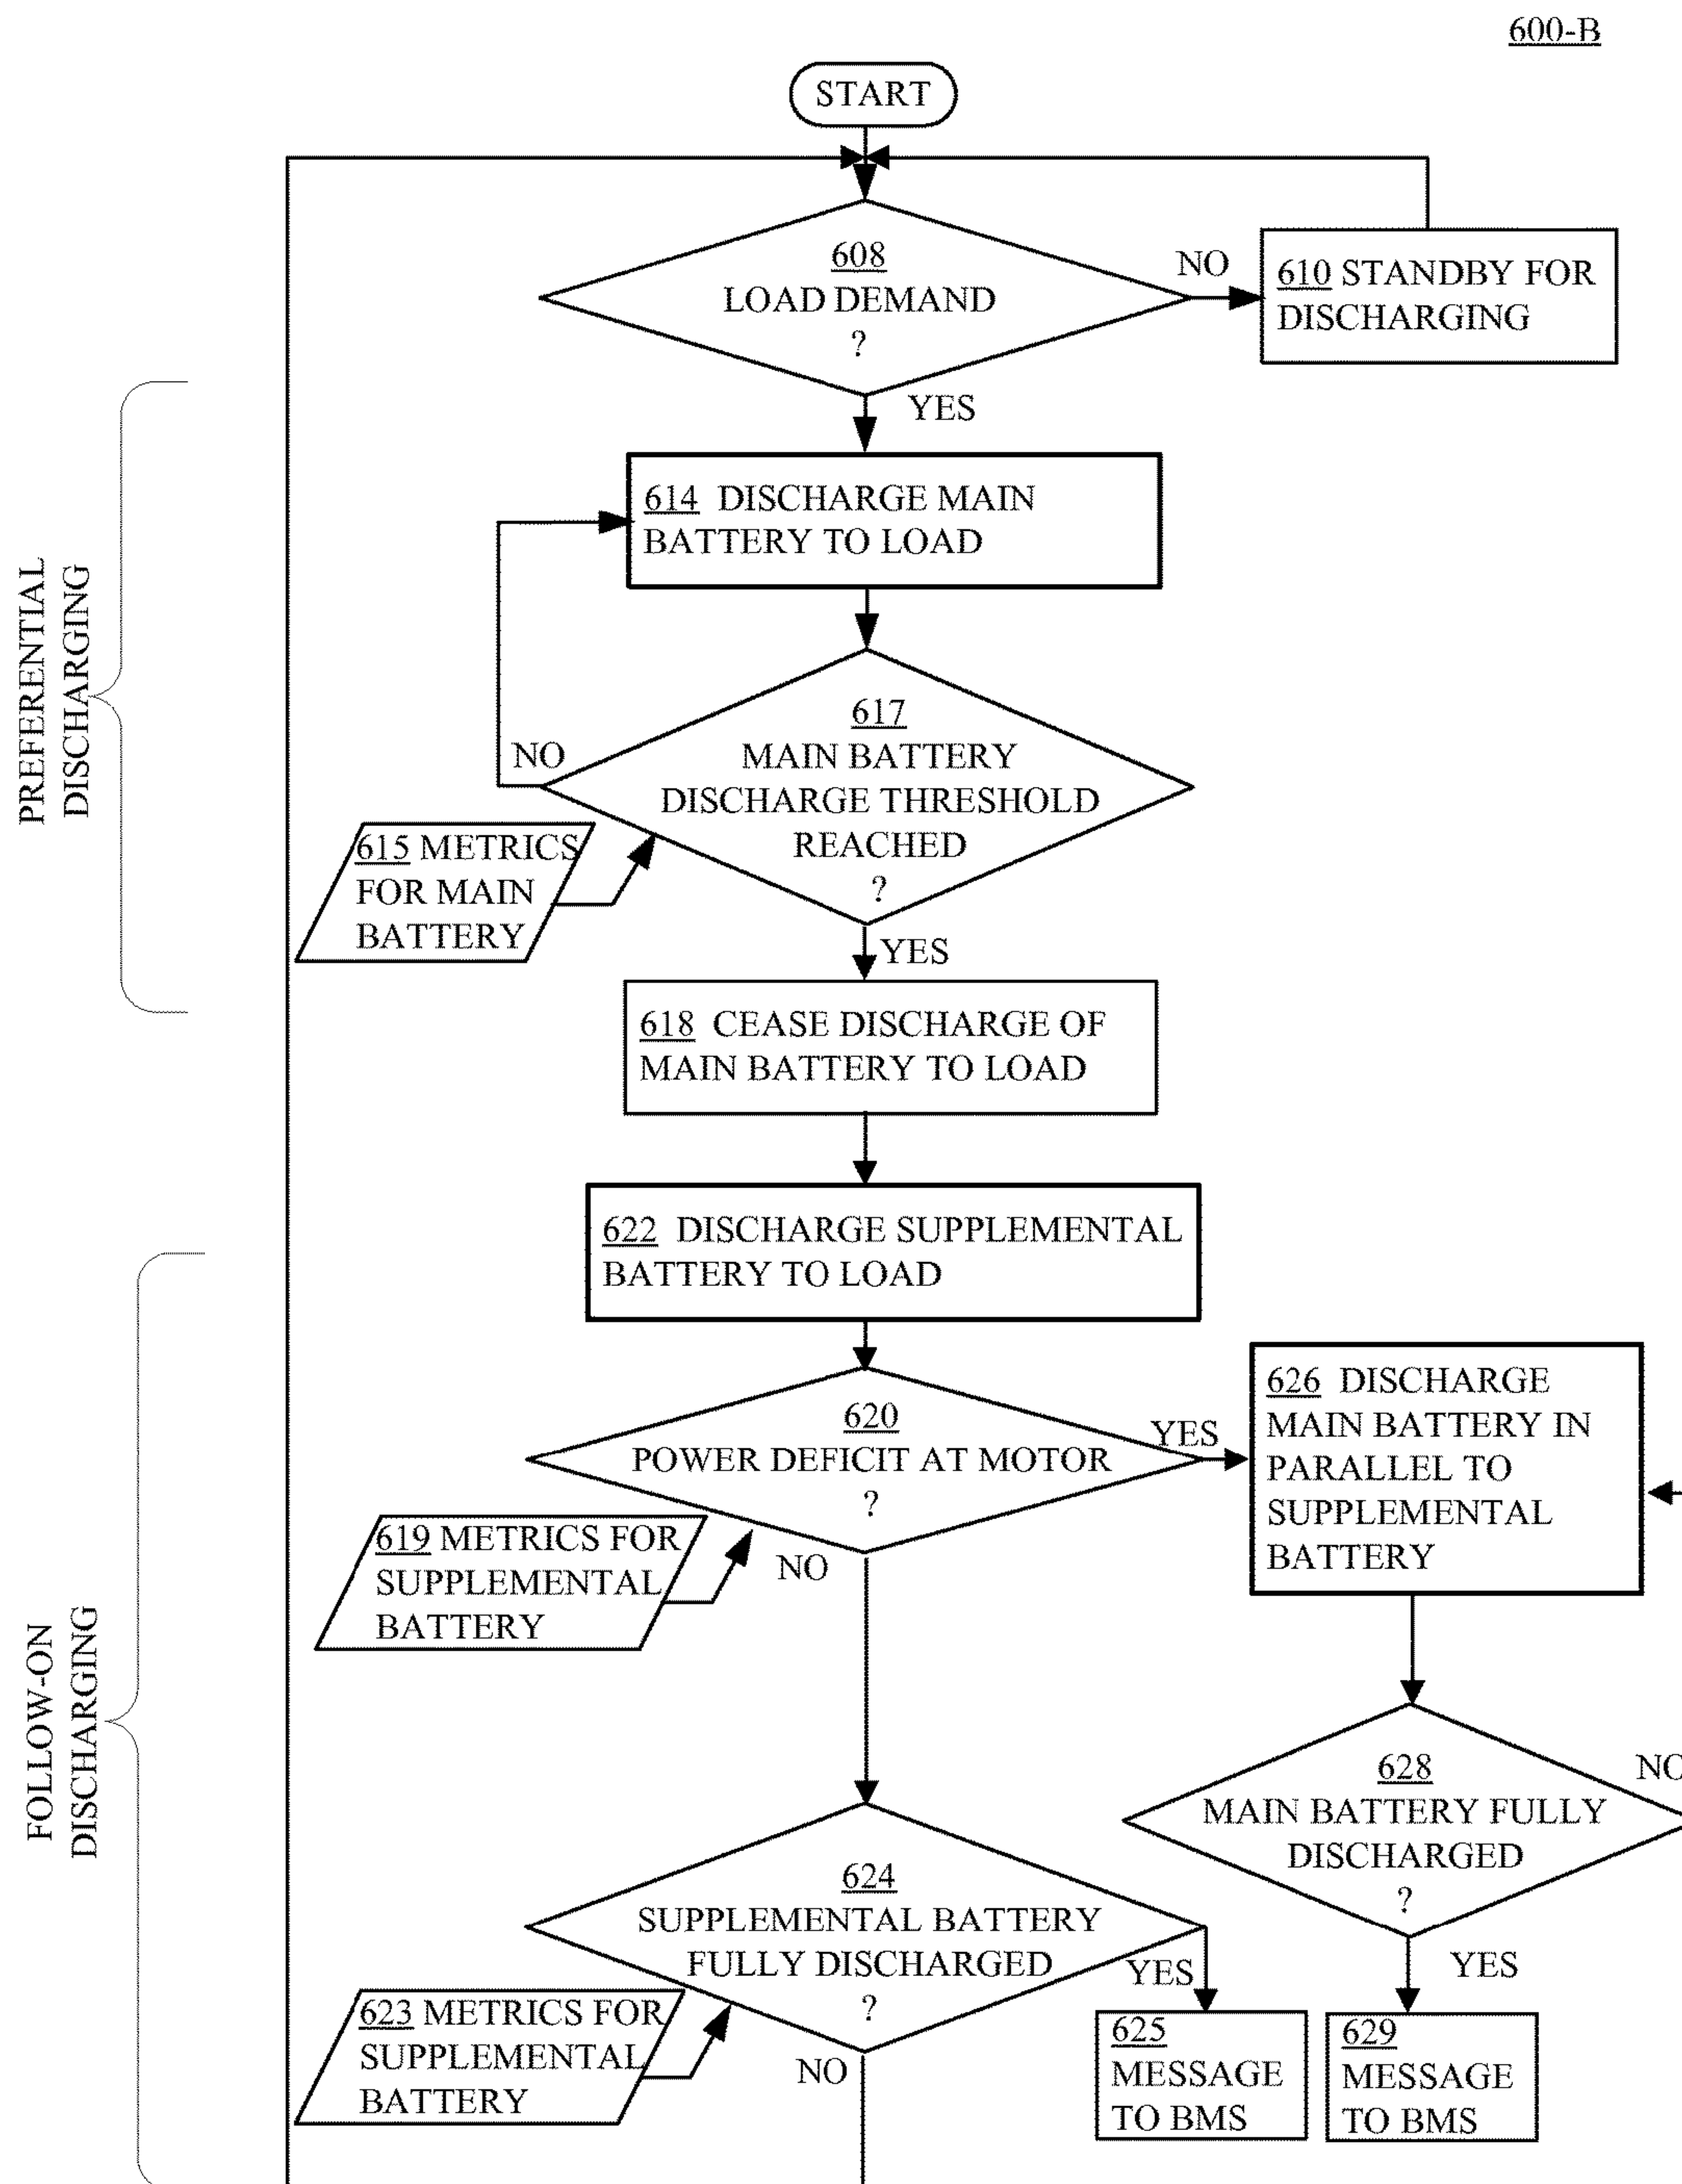 600-B
START
608
LOAD DEMAND
?
NO
610 STANDBY FOR
DISCHARGING
YES
PREFERENTIAL
DISCHARGING
614 DISCHARGE MAIN
BATTERY TO LOAD
617
MAIN BATTERY
DISCHARGE THRESHOLD
REACHED
?
NO
615 METRICS
FOR MAIN
BATTERY
YES
618 CEASE DISCHARGE OF
MAIN BATTERY TO LOAD
622 DISCHARGE SUPPLEMENTAL
BATTERY TO LOAD
FOLLOW-ON
DISCHARGING
620
POWER DEFICIT AT MOTOR
?
YES
626 DISCHARGE
MAIN BATTERY IN
PARALLEL TO
SUPPLEMENTAL
BATTERY
619 METRICS FOR
SUPPLEMENTAL
BATTERY
NO
628
MAIN BATTERY FULLY
DISCHARGED
?
NO
YES
624
SUPPLEMENTAL BATTERY
FULLY DISCHARGED
?
YES
623 METRICS FOR
SUPPLEMENTAL
BATTERY
NO
625
MESSAGE
TO BMS
629
MESSAGE
TO BMS